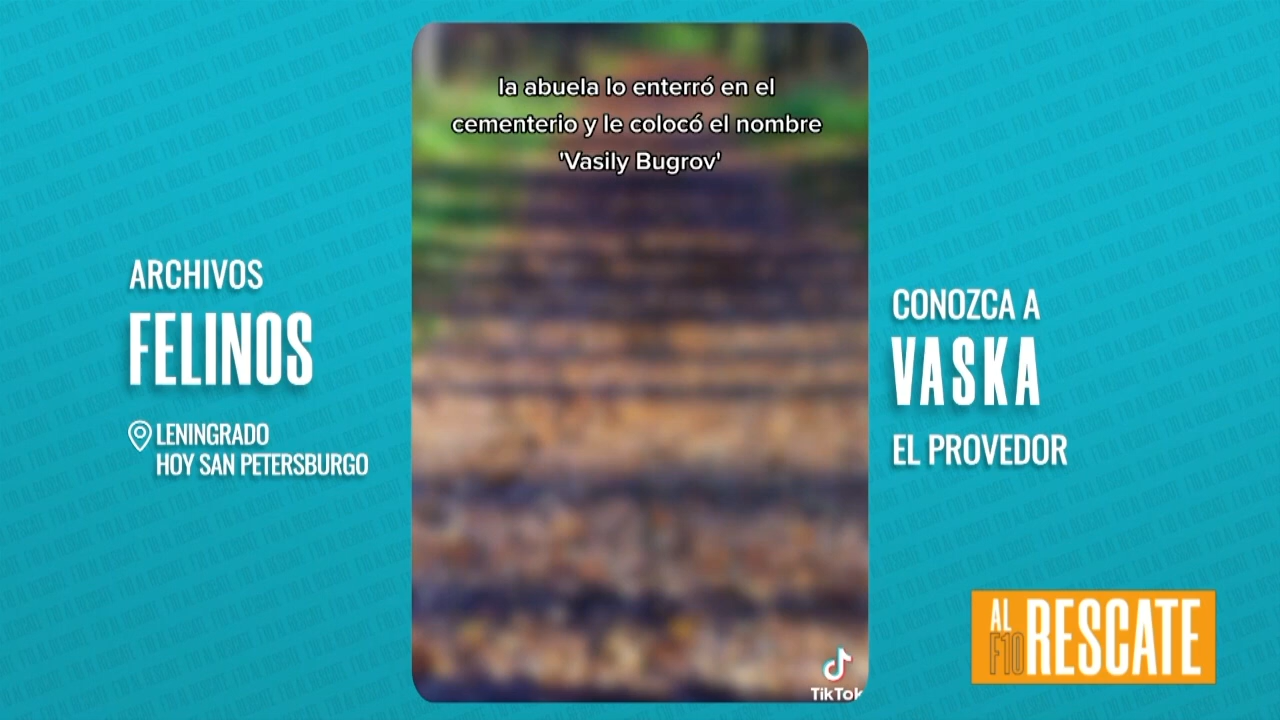 la abuela lo enterró en el
cementerio y le colocó el nombre
'Vasily Bugrov'
ARCHIVOS
FELINOS
LENINGRADO
HOY SAN PETERSBURGO
CONOZCA A
VASKA
EL PROVEDOR
AL
F10
RESCATE
TikTok